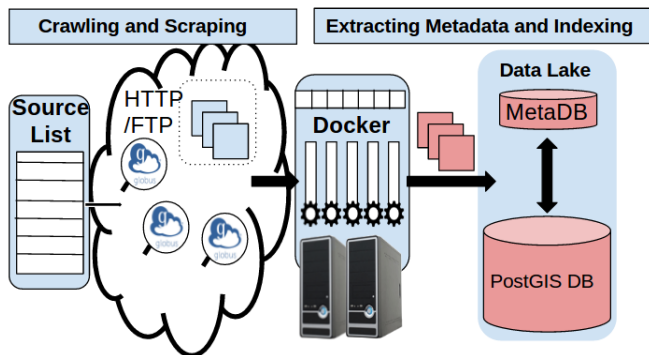 Crawling and Scraping
Extracting Metadata and Indexing
Source
List
HTTP
/FTP
g
globus
g
globus
g
globus
Docker
Data Lake
MetaDB
PostGIS DB